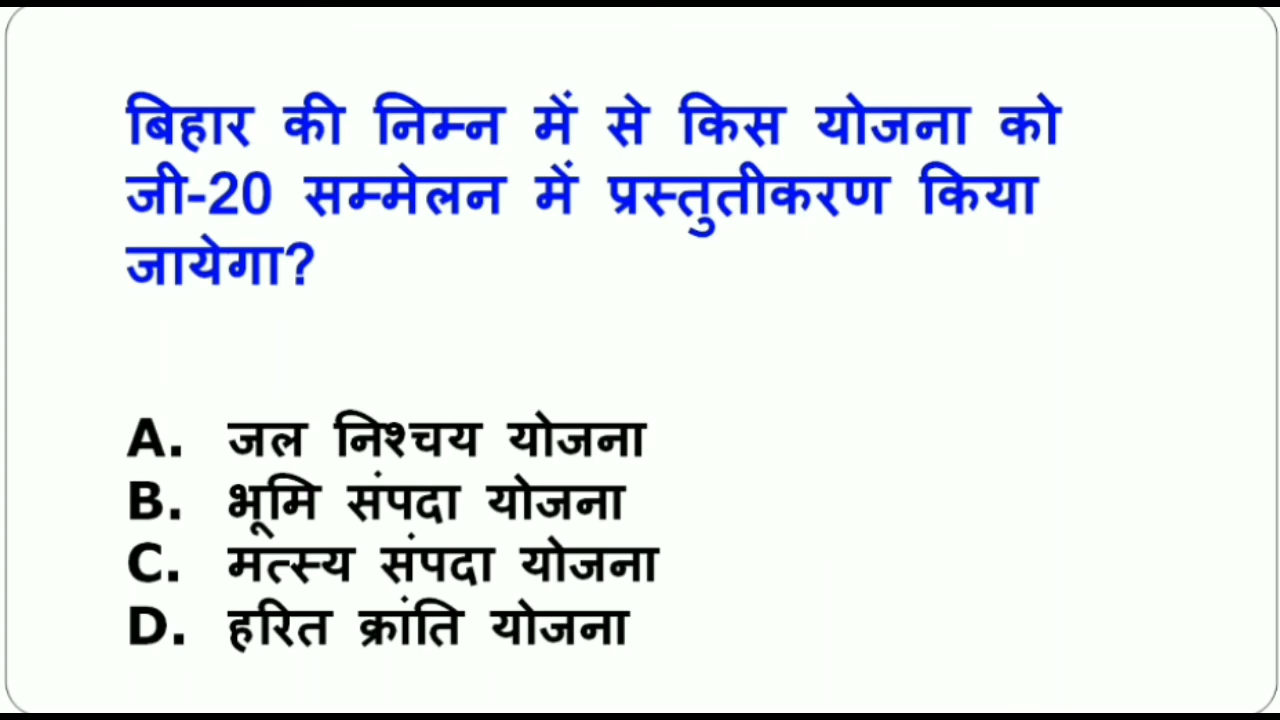 बिहार की निम्न में से किस योजना को
जी-20 सम्मेलन में प्रस्तुतीकरण किया
जायेगा?
A. जल निश्चय योजना
B. भूमि संपदा योजना
C. मत्स्य संपदा योजना
D. हरित क्रांति योजना